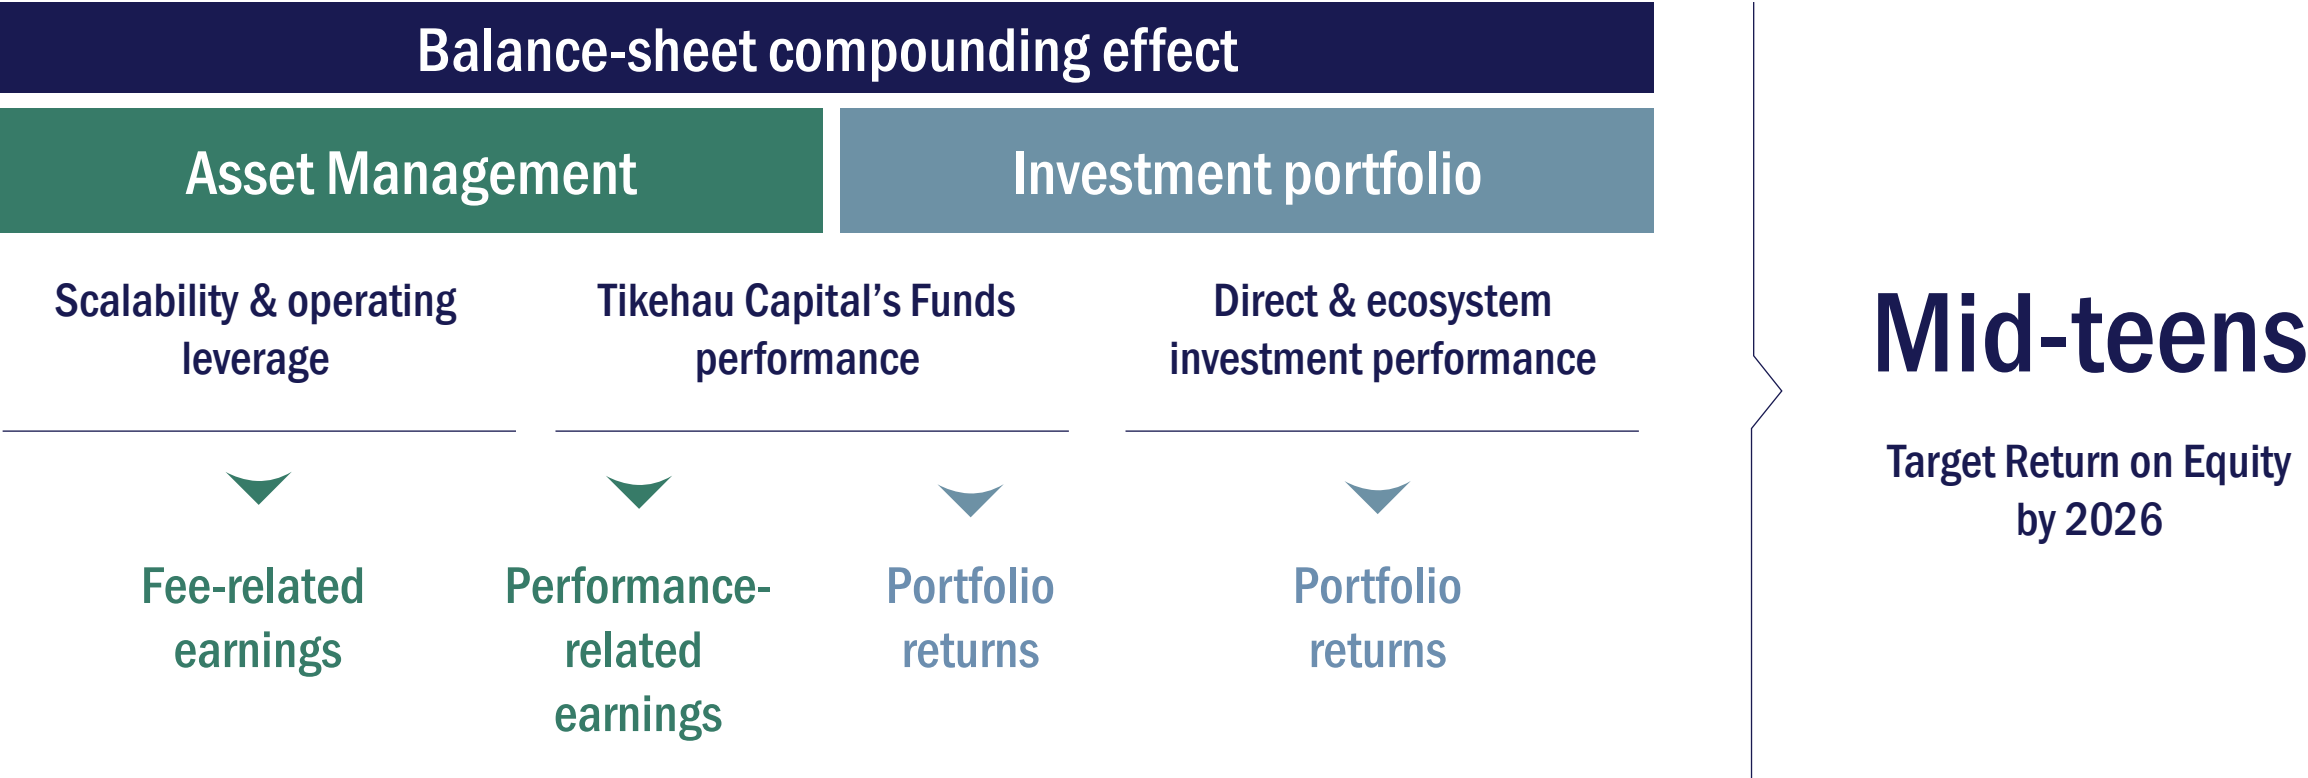 Balance-sheet compounding effect
Asset Management
Investment portfolio
Scalability & operating
leverage
Tikehau Capital’s Funds
performance
Direct & ecosystem
investment performance
Fee-related
earnings
Performance-
related
earnings
Portfolio
returns
Portfolio
returns
Mid-teens
Target Return on Equity
by 2026